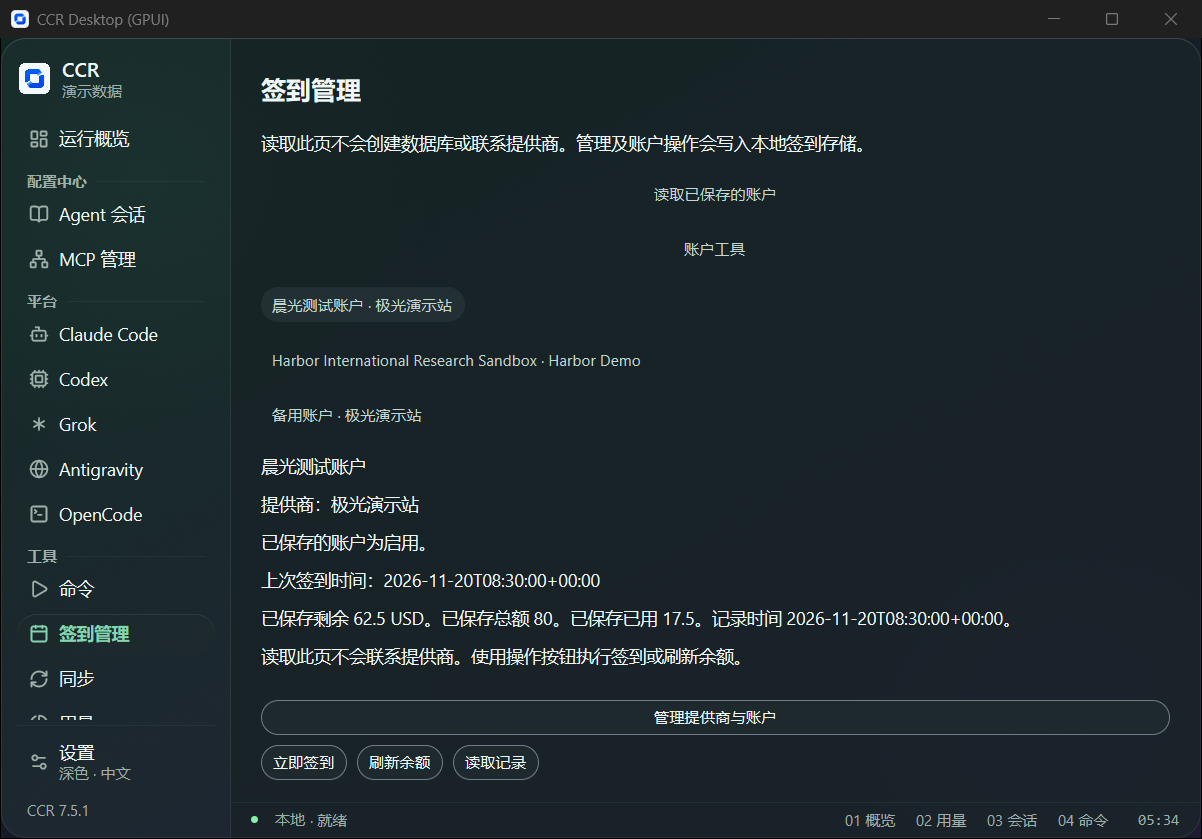 CCR Desktop (GPUI)
CCR
演示数据
运行概览
配置中心
Agent 会话
MCP 管理
平台
Claude Code
Codex
Grok
Antigravity
OpenCode
工具
命令
签到管理
同步
设置
深色 · 中文
CCR 7.5.1
签到管理
读取此页不会创建数据库或联系提供商。管理及账户操作会写入本地签到存储。
读取已保存的账户
账户工具
晨光测试账户 · 极光演示站
Harbor International Research Sandbox · Harbor Demo
备用账户 · 极光演示站
晨光测试账户
提供商：极光演示站
已保存的账户为启用。
上次签到时间：2026-11-20T08:30:00+00:00
已保存剩余 62.5 USD。已保存总额 80。已保存已用 17.5。记录时间 2026-11-20T08:30:00+00:00。
读取此页不会联系提供商。使用操作按钮执行签到或刷新余额。
管理提供商与账户
立即签到 刷新余额 读取记录
本地 · 就绪
01 概览 02 用量 03 会话 04 命令 05:34